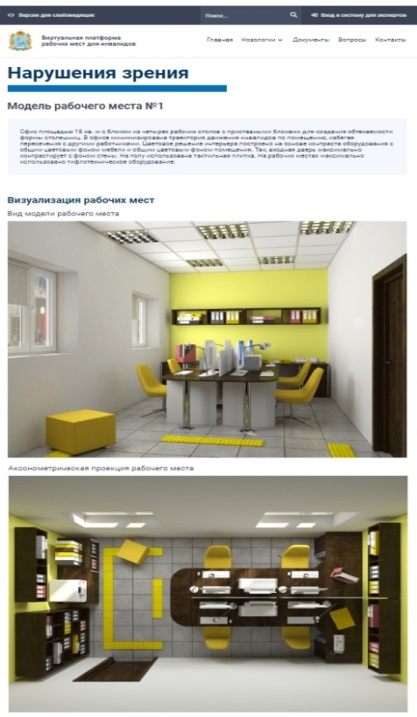 Версия для слабовидящих
Поиск...
Вход в систему для экспертов
Виртуальная платформа
рабочих мест для инвалидов
Главная
Нозологии
Документы
Вопросы
Контакты
Нарушения зрения
Модель рабочего места №1
Офис площадью 18 кв. м с блоком из четырех рабочих столов с приставными блоками для создания обтекаемости
формы столешниц. В офисе минимизирована траектория движения инвалидов по помещению, избегая
пересечения с другими работниками. Цветовое решение интерьера построено на основе контраста оборудования с
общим цветовым фоном мебели и общим цветовым фоном помещения. Так, входная дверь максимально
контрастирует с фоном стены. На полу использована тактильная плитка. На рабочих местах максимально
использовано тифлотехническое оборудование.
Визуализация рабочих мест
Вид модели рабочего места
Аксонометрическая проекция рабочего места